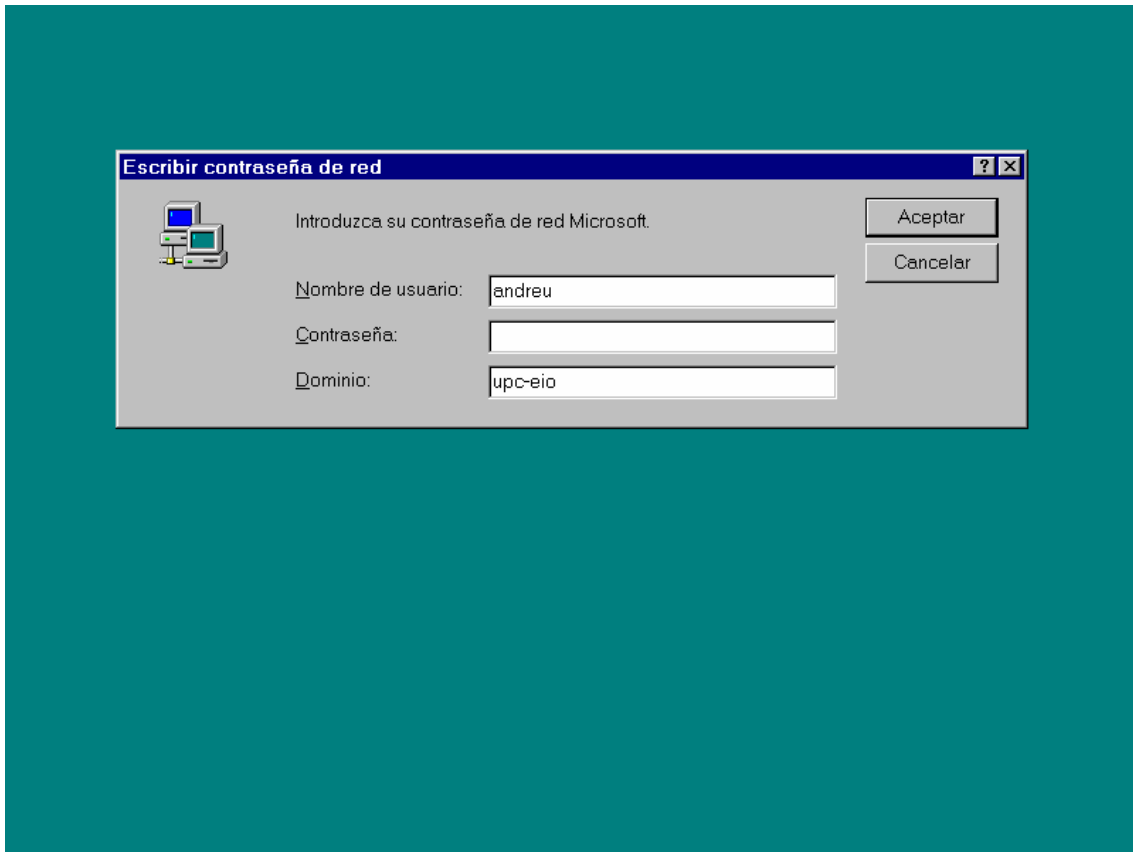 Escribir contraseña de red
Introduzca su contraseña de red Microsoft.
Aceptar
Cancelar
Nombre de usuario: andreu
Contraseña:
Dominio: upc-eio